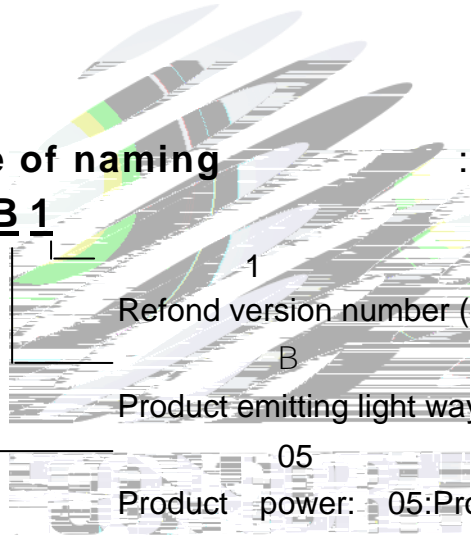 e of naming :
B 1
1
Refond version number (
B
Product emitting light way
05
Product power: 05:Pro